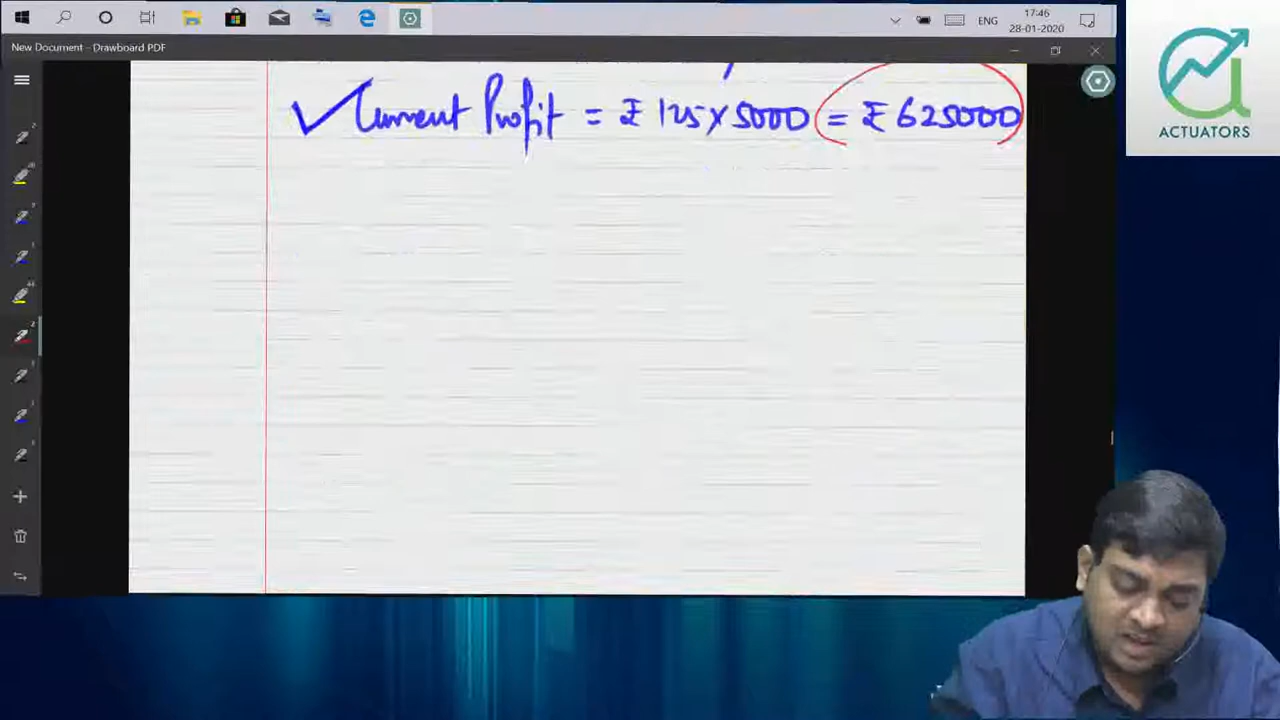 17:46
ENG
28-01-2020
New Document - Drawboard PDF
✓ Current Profit = ₹ 125 x 5000 = ₹ 625000
ACTUATORS